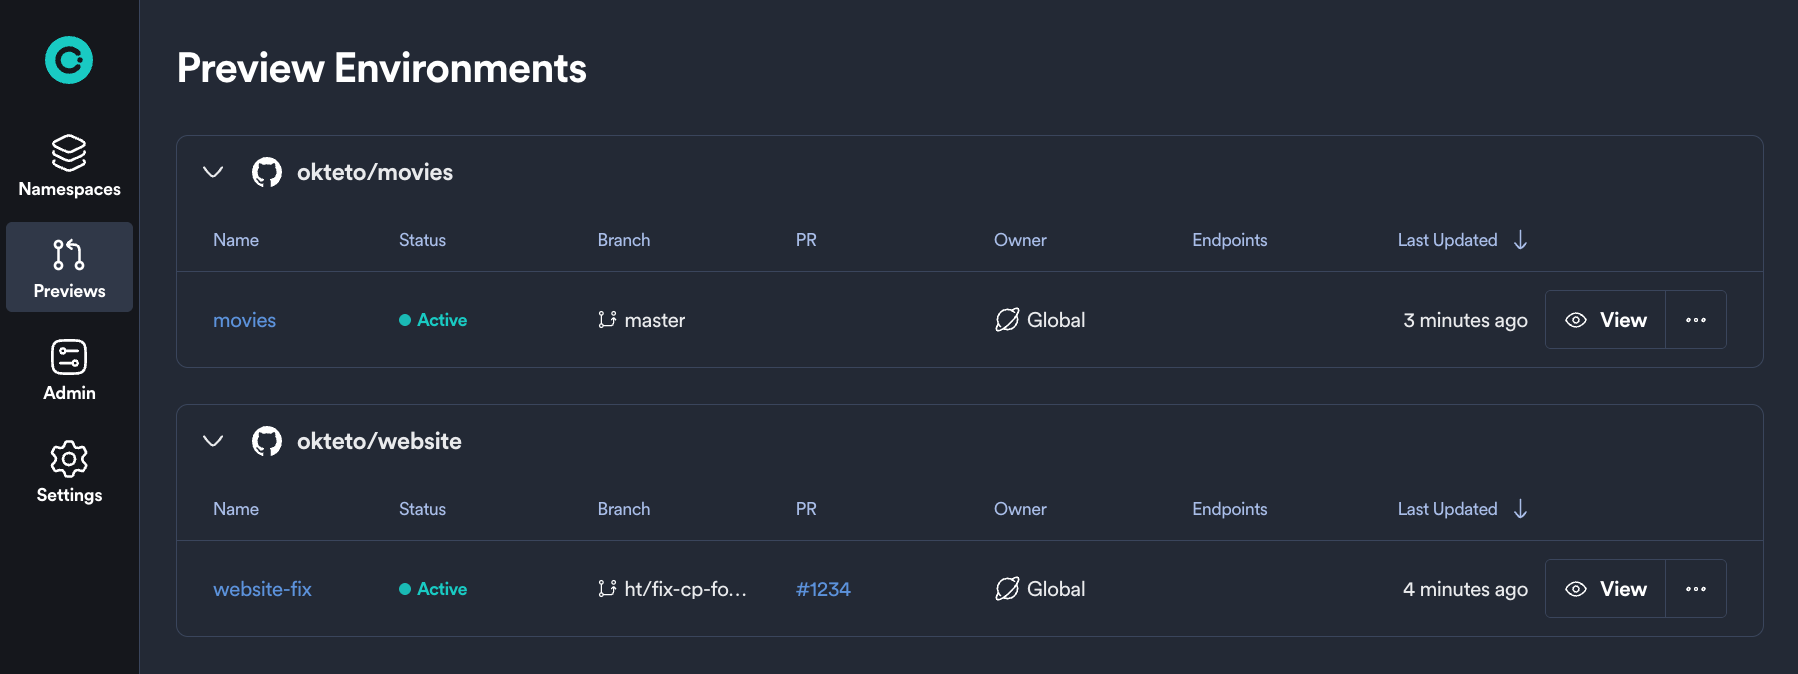 Preview Environments
Namespaces
Previews
Admin
Settings
okteto/movies
Name Status Branch PR Owner Endpoints Last Updated
movies Active master Global 3 minutes ago View
okteto/website
Name Status Branch PR Owner Endpoints Last Updated
website-fix Active ht/fix-cp-fo... #1234 Global 4 minutes ago View